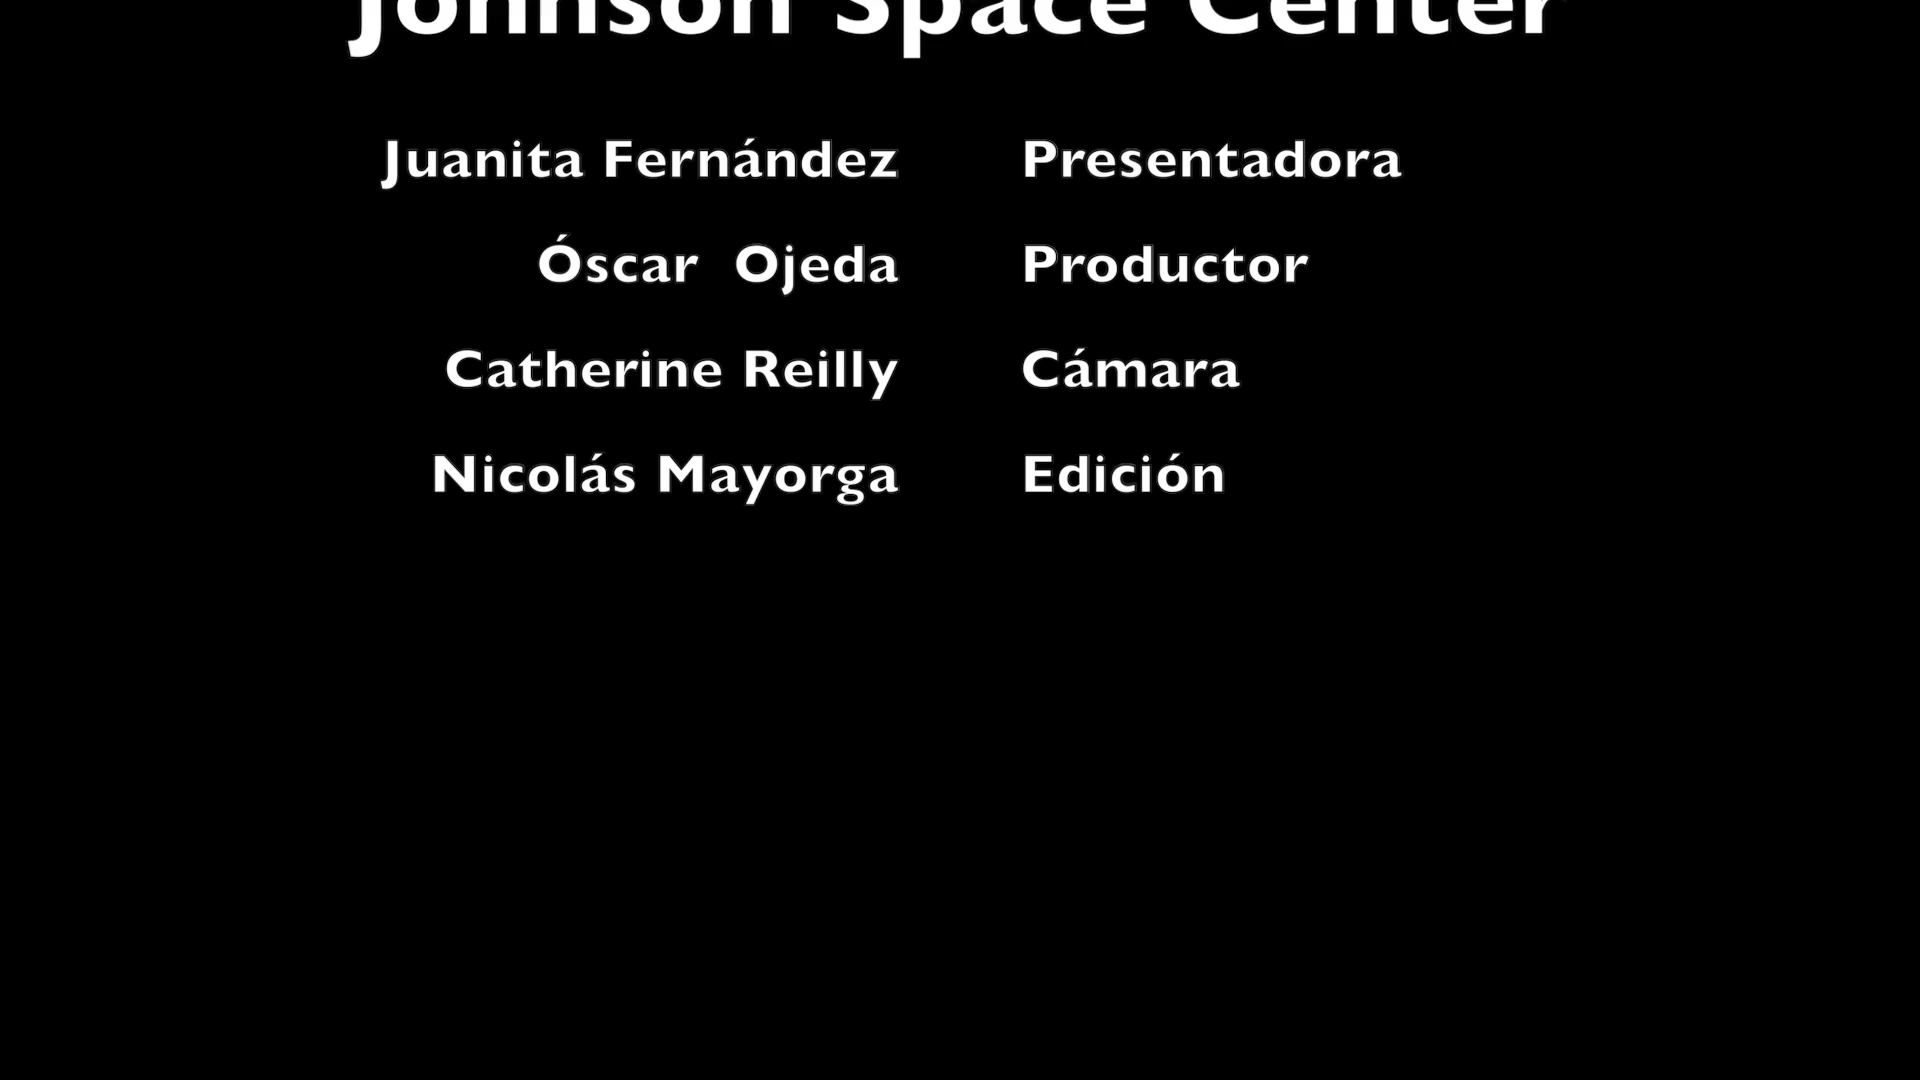 Johnson Space Center
Juanita Fernández Presentadora
Óscar Ojeda Productor
Catherine Reilly Cámara
Nicolás Mayorga Edición